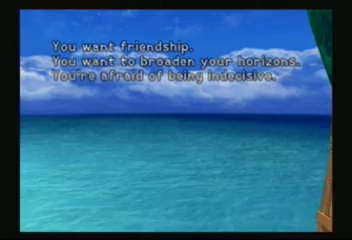 You want friendship.
You want to broaden your horizons.
You're afraid of being indecisive.